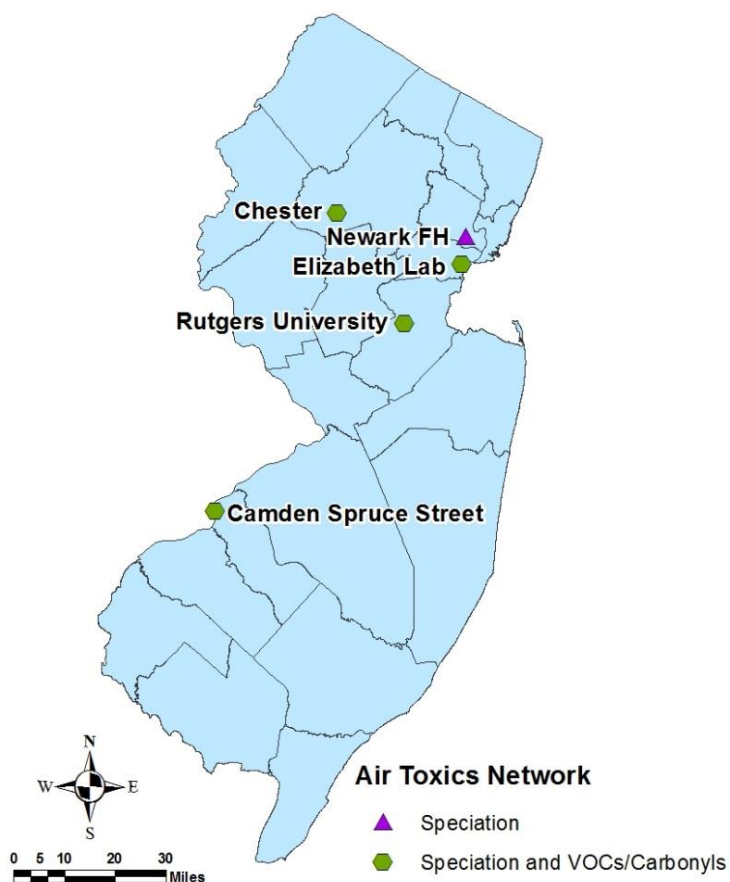 Chester
Newark FH
Elizabeth Lab
Rutgers University
Camden Spruce Street
N
W E
S
Air Toxics Network
Speciation
Speciation and VOCs/Carbonyls
0 5 10 20 30
Miles